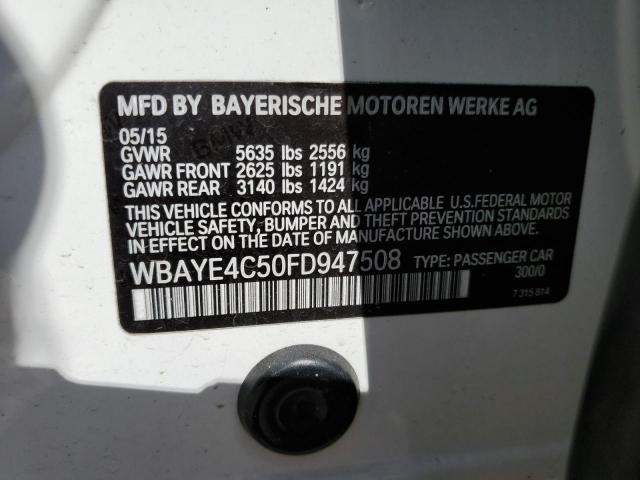 MFD BY BAYERISCHE MOTOREN WERKE AG
05/15
GVWR 5635 lbs 2556 kg
GAWR FRONT 2625 lbs 1191 kg
GAWR REAR 3140 lbs 1424 kg
THIS VEHICLE CONFORMS TO ALL APPLICABLE U.S.FEDERAL MOTOR
VEHICLE SAFETY, BUMPER AND THEFT PREVENTION STANDARDS
IN EFFECT ON THE DATE OF MANUFACTURE SHOWN ABOVE.
WBAYE4C50FD947508 TYPE: PASSENGER CAR
300/0
7 315 814